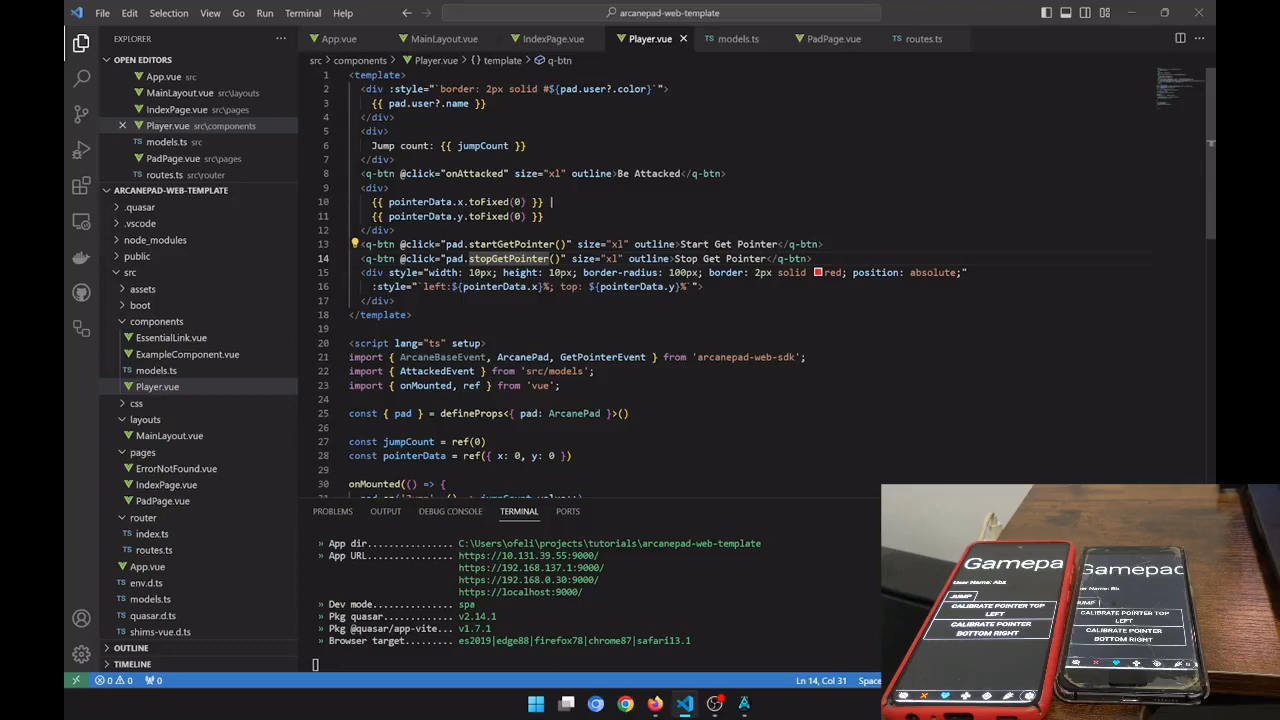 File Edit Selection View Go Run Terminal Help
arcanepad-web-template
EXPLORER
OPEN EDITORS
App.vue src
MainLayout.vue src\layouts
IndexPage.vue src\pages
Player.vue src\components
models.ts src
PadPage.vue src\pages
routes.ts src\router
ARCANEPAD-WEB-TEMPLATE
.quasar
.vscode
node_modules
public
src
assets
boot
components
EssentialLink.vue
ExampleComponent.vue
models.ts
Player.vue
css
layouts
MainLayout.vue
pages
ErrorNotFound.vue
IndexPage.vue
PadPage.vue
router
index.ts
routes.ts
App.vue
env.d.ts
models.ts
quasar.d.ts
shims-vue.d.ts
OUTLINE
TIMELINE
App.vue MainLayout.vue IndexPage.vue Player.vue models.ts PadPage.vue routes.ts
src > components > Player.vue > {} template > q-btn
1 <template>
2 <div :style="`border: 2px solid #${pad.user?.color}`">
3 {{ pad.user?.name }}
4 </div>
5 <div>
6 Jump count: {{ jumpCount }}
7 </div>
8 <q-btn @click="onAttacked" size="xl" outline>Be Attacked</q-btn>
9 <div>
10 {{ pointerData.x.toFixed(0) }} |
11 {{ pointerData.y.toFixed(0) }}
12 </div>
13 <q-btn @click="pad.startGetPointer()" size="xl" outline>Start Get Pointer</q-btn>
14 <q-btn @click="pad.stopGetPointer()" size="xl" outline>Stop Get Pointer</q-btn>
15 <div style="width: 10px; height: 10px; border-radius: 100px; border: 2px solid red; position: absolute;"
16 :style="`left:${pointerData.x}%; top: ${pointerData.y}%`">
17 </div>
18 </template>
19
20 <script lang="ts" setup>
21 import { ArcaneBaseEvent, ArcanePad, GetPointerEvent } from 'arcanepad-web-sdk';
22 import { AttackedEvent } from 'src/models';
23 import { onMounted, ref } from 'vue';
24
25 const { pad } = defineProps<{ pad: ArcanePad }>()
26
27 const jumpCount = ref(0)
28 const pointerData = ref({ x: 0, y: 0 })
29
30 onMounted(() => {
31 pad.on('Jump', () => jumpCount.value++)
PROBLEMS OUTPUT DEBUG CONSOLE TERMINAL PORTS
» App dir............... C:\Users\ofeli\projects\tutorials\arcanepad-web-template
» App URL............... https://10.131.39.55:9000/
https://192.168.137.1:9000/
https://192.168.0.30:9000/
https://localhost:9000/
» Dev mode.............. spa
» Pkg quasar............ v2.14.1
» Pkg @quasar/app-vite.. v1.7.1
» Browser target........ es2019|edge88|firefox78|chrome87|safari13.1
0 0 0 Ln 14, Col 31 Space
Gamepa
User Name: Abz
JUMP
CALIBRATE POINTER TOP
LEFT
CALIBRATE POINTER
BOTTOM RIGHT
Gamepad
JUMP
CALIBRATE POINTER TOP
LEFT
CALIBRATE POINTER
BOTTOM RIGHT